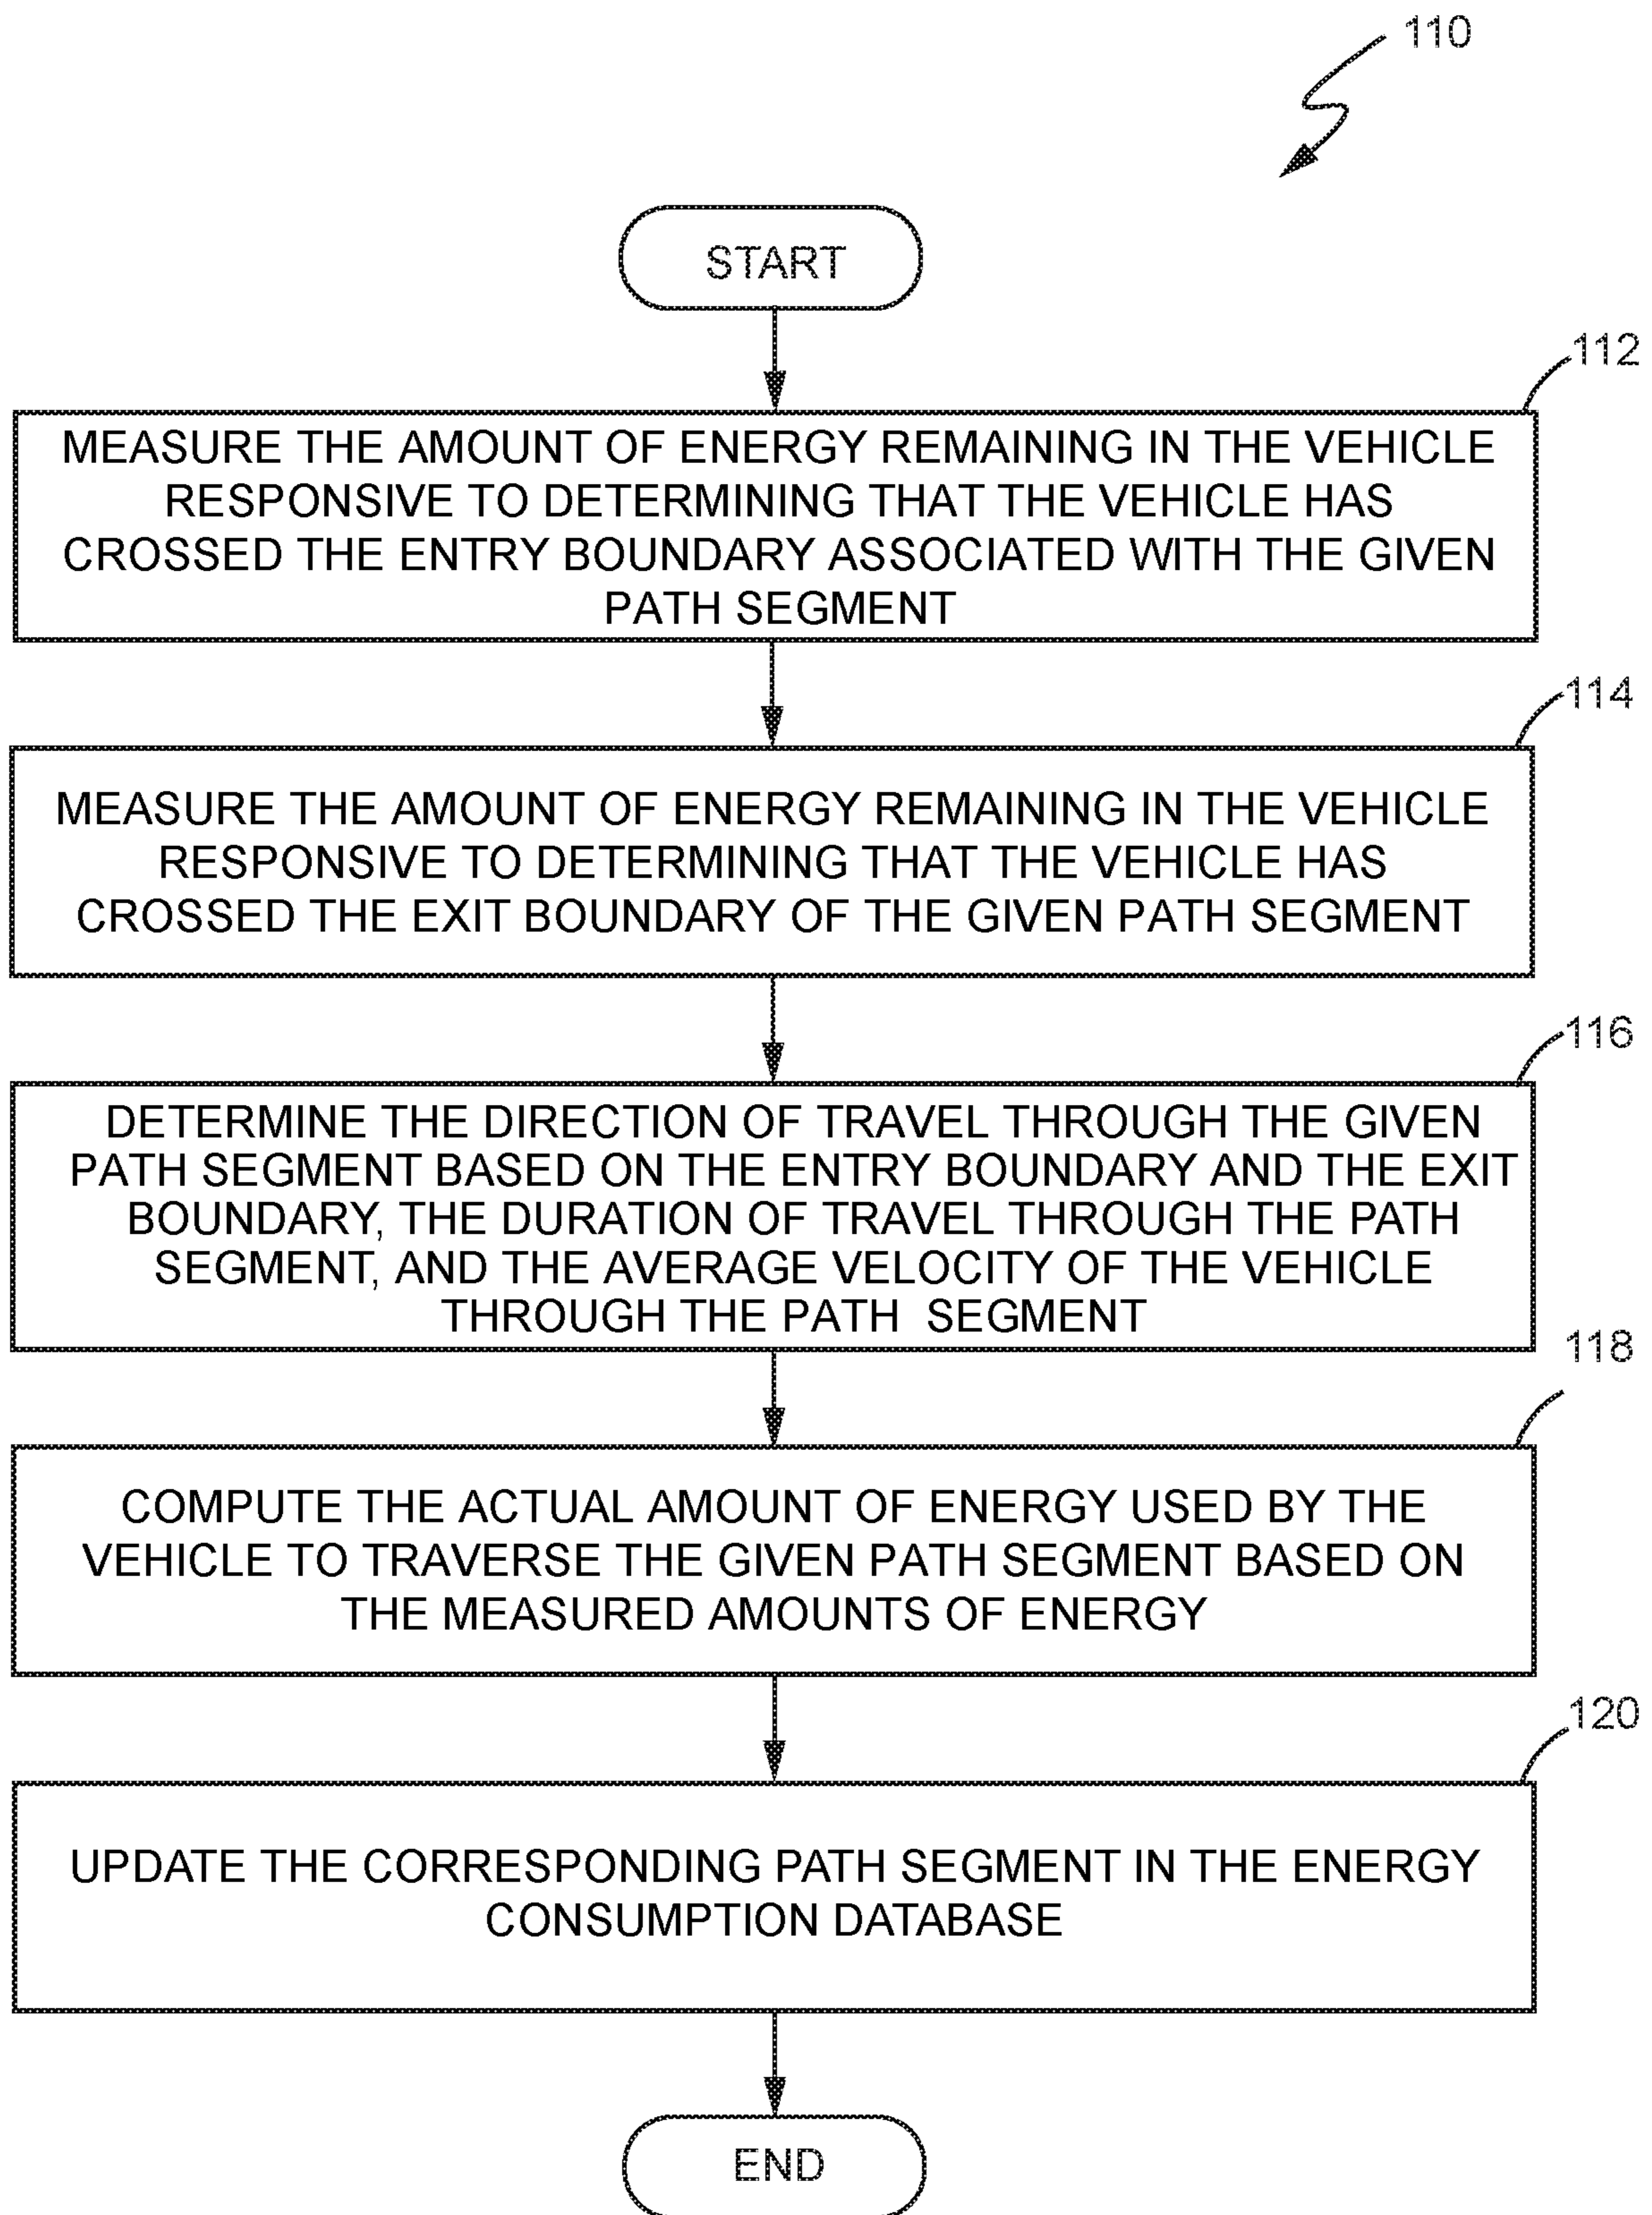 110
START
112
MEASURE THE AMOUNT OF ENERGY REMAINING IN THE VEHICLE
RESPONSIVE TO DETERMINING THAT THE VEHICLE HAS
CROSSED THE ENTRY BOUNDARY ASSOCIATED WITH THE GIVEN
PATH SEGMENT
114
MEASURE THE AMOUNT OF ENERGY REMAINING IN THE VEHICLE
RESPONSIVE TO DETERMINING THAT THE VEHICLE HAS
CROSSED THE EXIT BOUNDARY OF THE GIVEN PATH SEGMENT
116
DETERMINE THE DIRECTION OF TRAVEL THROUGH THE GIVEN
PATH SEGMENT BASED ON THE ENTRY BOUNDARY AND THE EXIT
BOUNDARY, THE DURATION OF TRAVEL THROUGH THE PATH
SEGMENT, AND THE AVERAGE VELOCITY OF THE VEHICLE
THROUGH THE PATH SEGMENT
118
COMPUTE THE ACTUAL AMOUNT OF ENERGY USED BY THE
VEHICLE TO TRAVERSE THE GIVEN PATH SEGMENT BASED ON
THE MEASURED AMOUNTS OF ENERGY
120
UPDATE THE CORRESPONDING PATH SEGMENT IN THE ENERGY
CONSUMPTION DATABASE
END